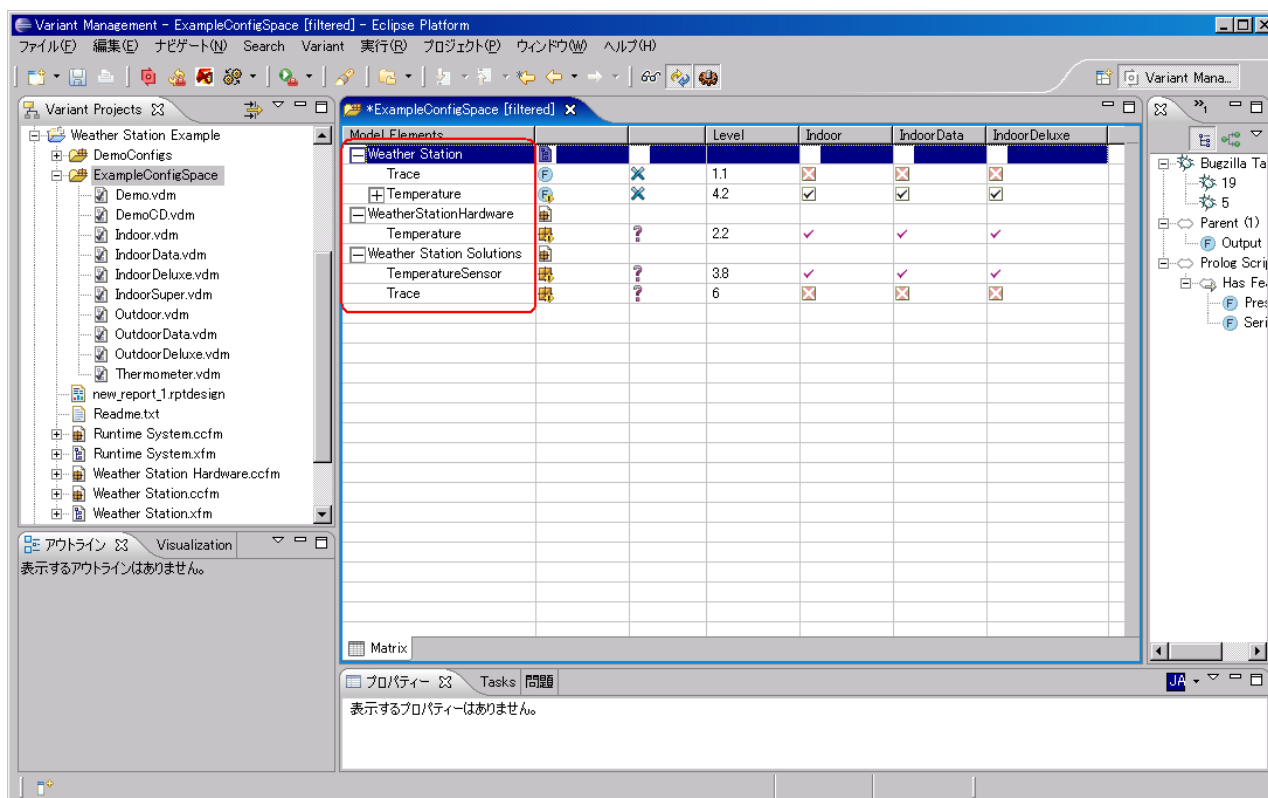 Variant Management - ExampleConfigSpace [filtered] - Eclipse Platform
ファイル(F) 編集(E) ナビゲート(N) Search Variant 実行(R) プロジェクト(P) ウィンドウ(W) ヘルプ(H)
Variant Mana...
Variant Projects
Weather Station Example
DemoConfigs
ExampleConfigSpace
Demo.vdm
DemoCD.vdm
Indoor.vdm
IndoorData.vdm
IndoorDeluxe.vdm
IndoorSuper.vdm
Outdoor.vdm
OutdoorData.vdm
OutdoorDeluxe.vdm
Thermometer.vdm
new_report_1.rptdesign
Readme.txt
Runtime System.ccfm
Runtime System.xfm
Weather Station Hardware.ccfm
Weather Station.ccfm
Weather Station.xfm
アウトライン Visualization
表示するアウトラインはありません。
*ExampleConfigSpace [filtered]
Model Elements Level Indoor IndoorData IndoorDeluxe
Weather Station
Trace 1.1
Temperature 4.2
WeatherStationHardware
Temperature ? 2.2
Weather Station Solutions
TemperatureSensor ? 3.8
Trace ? 6
Matrix
プロパティー Tasks 問題
JA
表示するプロパティーはありません。
1
Bugzilla Ta
19
5
Parent (1)
Output
Prolog Scrip
Has Fe
Pres
Seri